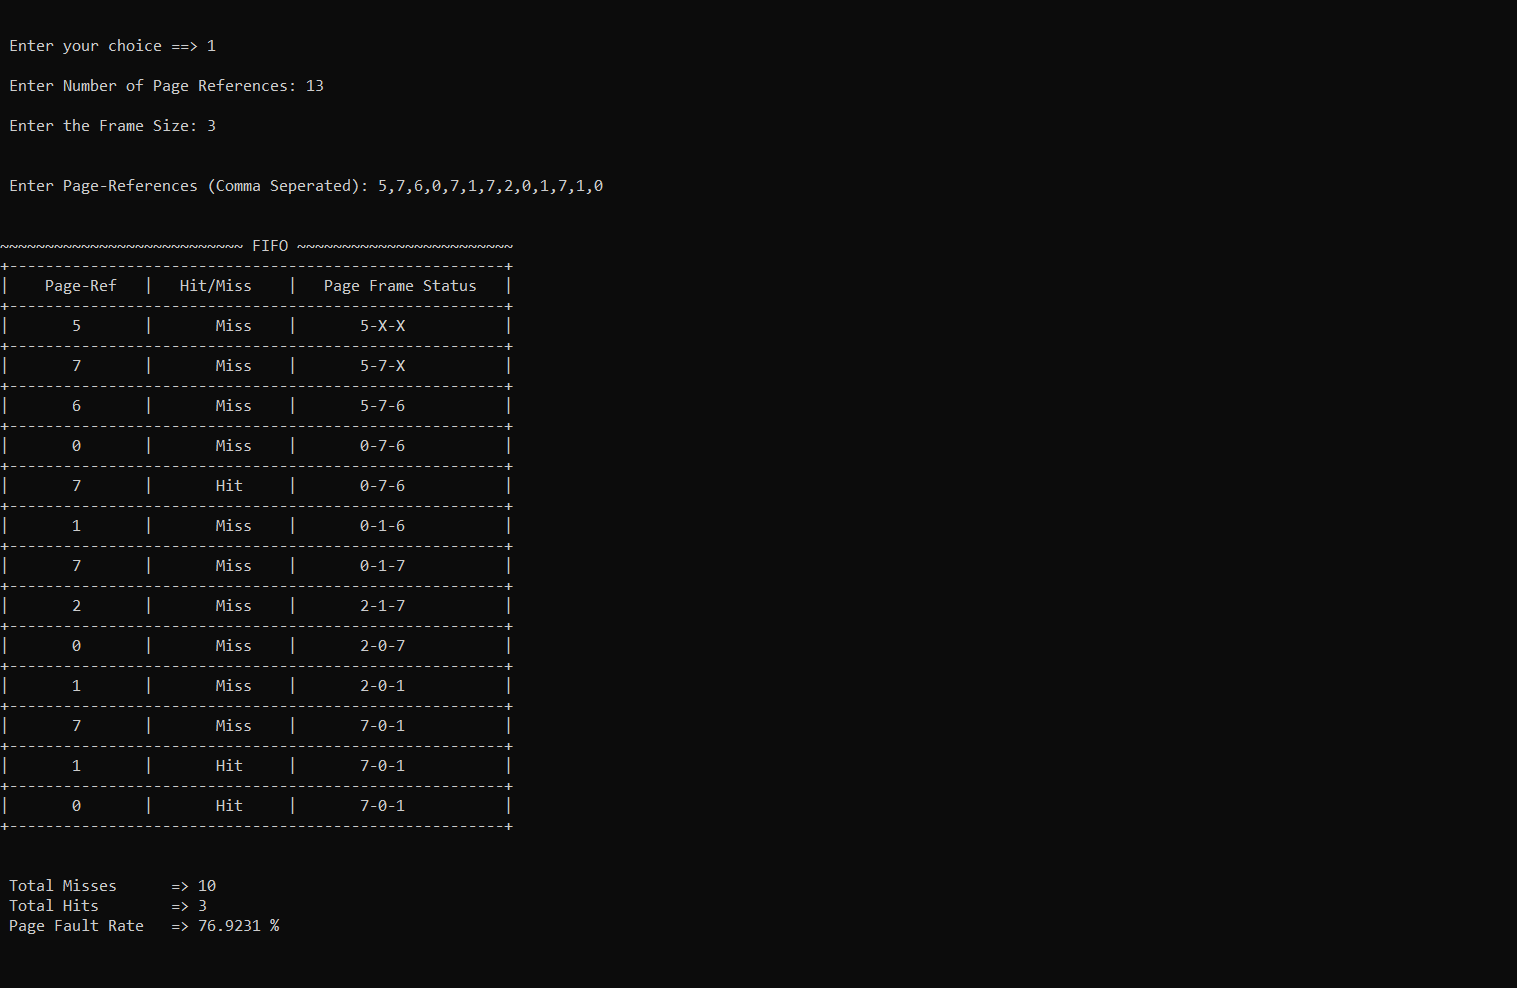 Enter your choice ==> 1
Enter Number of Page References: 13
Enter the Frame Size: 3
Enter Page-References (Comma Seperated): 5,7,6,0,7,1,7,2,0,1,7,1,0
~~~~~~~~~~~~~~~~~~~~~~~~~~~ FIFO ~~~~~~~~~~~~~~~~~~~~~~~~
+-------------------------------------------------------+
|    Page-Ref   |   Hit/Miss    |   Page Frame Status   |
+-------------------------------------------------------+
|       5       |       Miss    |       5-X-X           |
+-------------------------------------------------------+
|       7       |       Miss    |       5-7-X           |
+-------------------------------------------------------+
|       6       |       Miss    |       5-7-6           |
+-------------------------------------------------------+
|       0       |       Miss    |       0-7-6           |
+-------------------------------------------------------+
|       7       |       Hit     |       0-7-6           |
+-------------------------------------------------------+
|       1       |       Miss    |       0-1-6           |
+-------------------------------------------------------+
|       7       |       Miss    |       0-1-7           |
+-------------------------------------------------------+
|       2       |       Miss    |       2-1-7           |
+-------------------------------------------------------+
|       0       |       Miss    |       2-0-7           |
+-------------------------------------------------------+
|       1       |       Miss    |       2-0-1           |
+-------------------------------------------------------+
|       7       |       Miss    |       7-0-1           |
+-------------------------------------------------------+
|       1       |       Hit     |       7-0-1           |
+-------------------------------------------------------+
|       0       |       Hit     |       7-0-1           |
+-------------------------------------------------------+
Total Misses      => 10
Total Hits        => 3
Page Fault Rate   => 76.9231 %